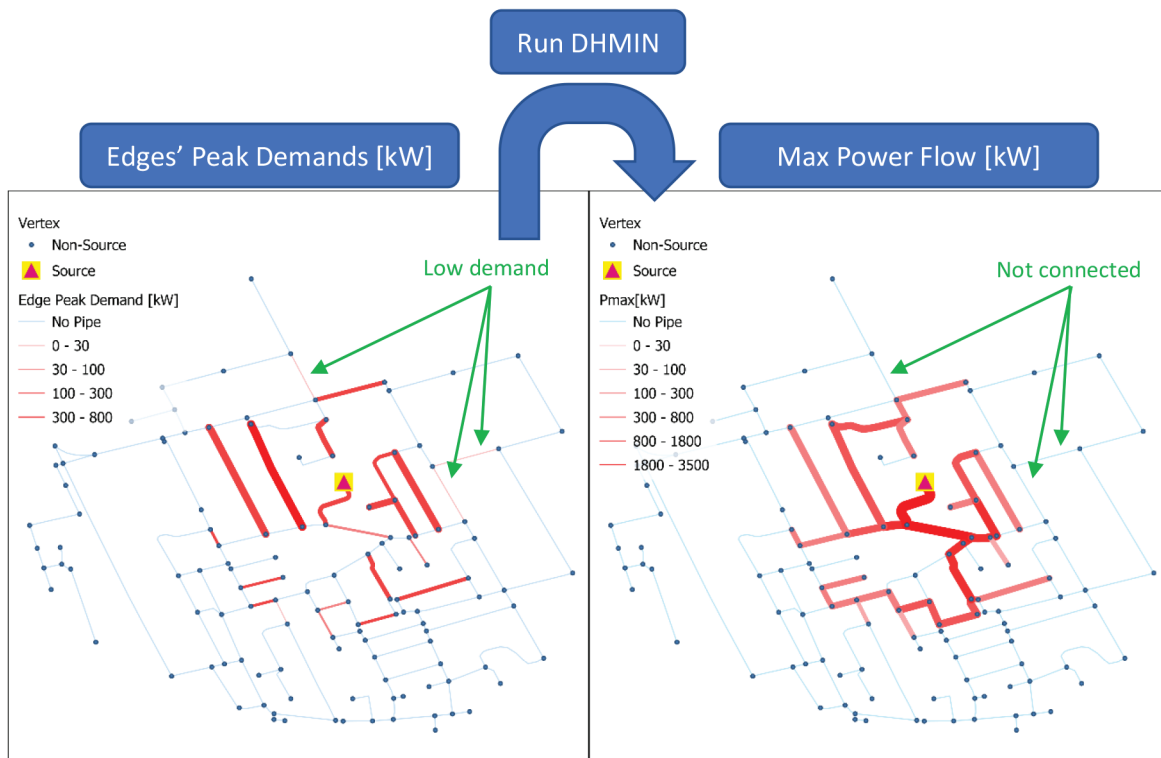 Run DHMIN
Edges’ Peak Demands [kW]
Max Power Flow [kW]
Vertex
Non-Source
Source
Edge Peak Demand [kW]
No Pipe
0 - 30
30 - 100
100 - 300
300 - 800
Low demand
Vertex
Non-Source
Source
Pmax[kW]
No Pipe
0 - 30
30 - 100
100 - 300
300 - 800
800 - 1800
1800 - 3500
Not connected